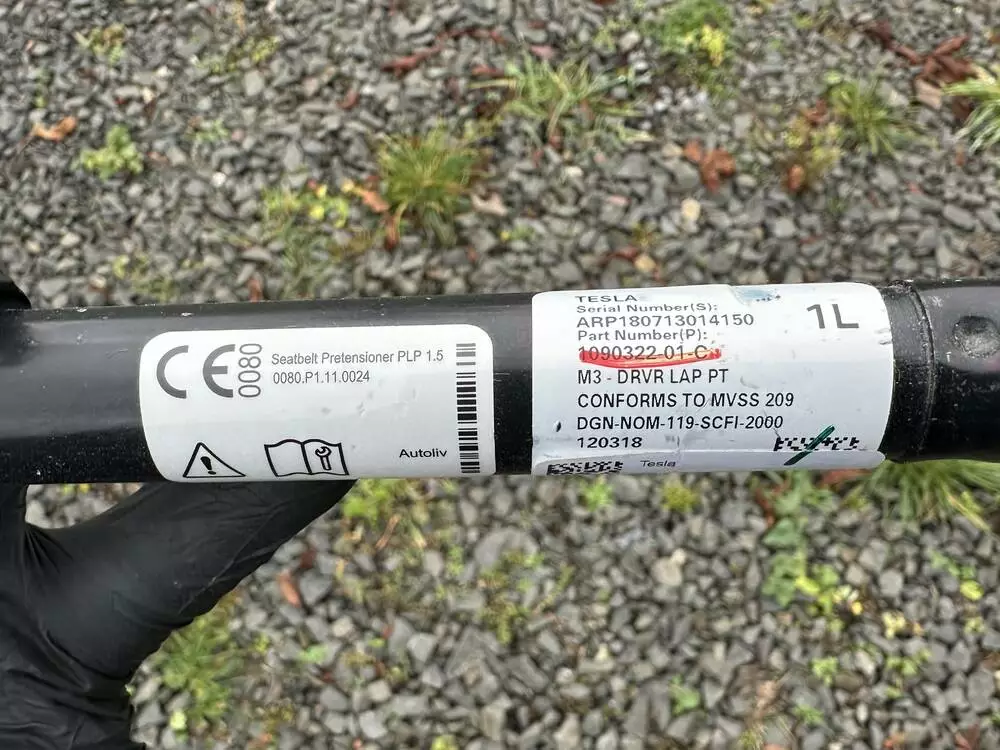 CE 0080
Seatbelt Pretensioner PLP 1.5
0080.P1.11.0024
Autoliv
TESLA
1L
Serial Number(S):
ARP180713014150
Part Number(P):
1090322-01-C
M3 - DRVR LAP PT
CONFORMS TO MVSS 209
DGN-NOM-119-SCFI-2000
120318
Tesla